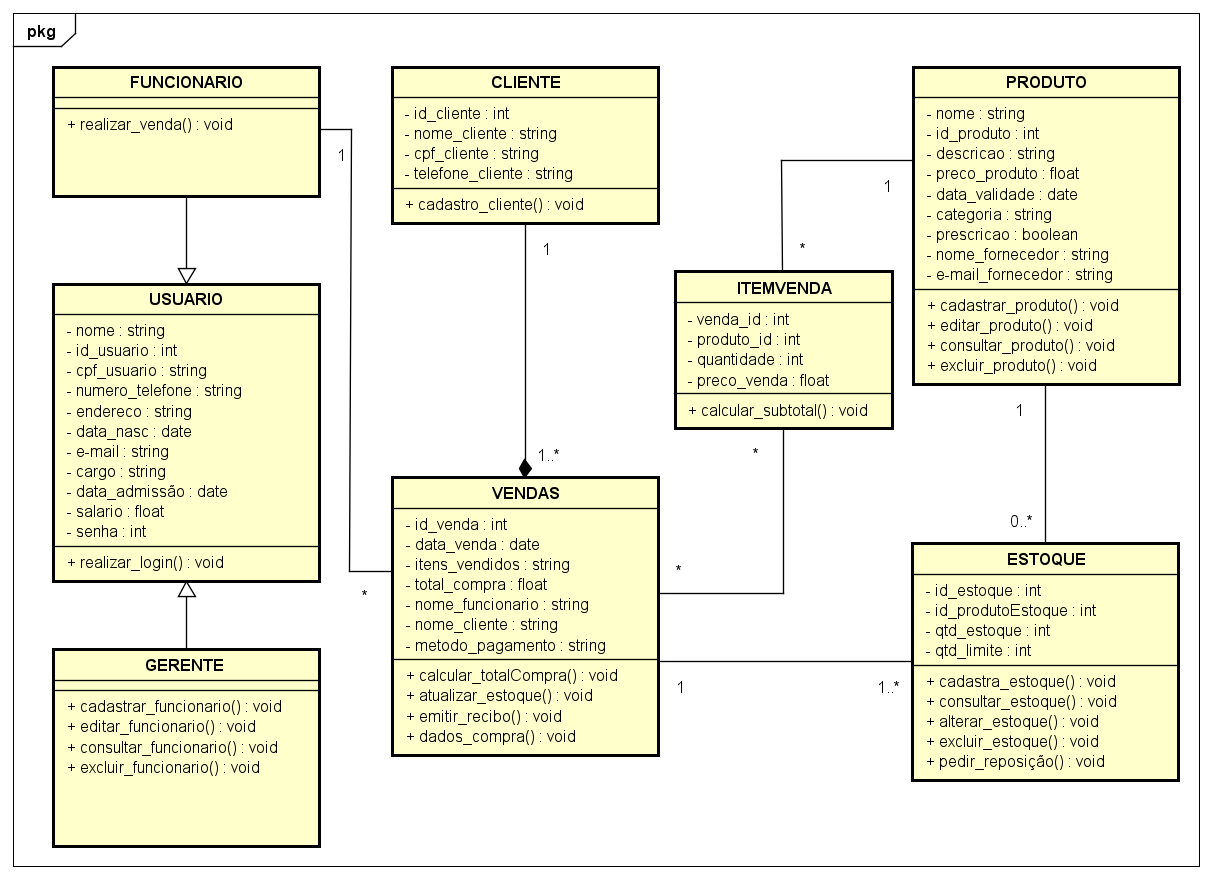 pkg
FUNCIONARIO
+ realizar_venda() : void
1
CLIENTE
- id_cliente : int
- nome_cliente : string
- cpf_cliente : string
- telefone_cliente : string
+ cadastro_cliente() : void
1
PRODUTO
- nome : string
- id_produto : int
- descricao : string
- preco_produto : float
- data_validade : date
- categoria : string
- prescricao : boolean
- nome_fornecedor : string
- e-mail_fornecedor : string
+ cadastrar_produto() : void
+ editar_produto() : void
+ consultar_produto() : void
+ excluir_produto() : void
1
*
1
0..*
USUARIO
- nome : string
- id_usuario : int
- cpf_usuario : string
- numero_telefone : string
- endereco : string
- data_nasc : date
- e-mail : string
- cargo : string
- data_admissão : date
- salario : float
- senha : int
+ realizar_login() : void
ITEMVENDA
- venda_id : int
- produto_id : int
- quantidade : int
- preco_venda : float
+ calcular_subtotal() : void
*
1..*
*
*
VENDAS
- id_venda : int
- data_venda : date
- itens_vendidos : string
- total_compra : float
- nome_funcionario : string
- nome_cliente : string
- metodo_pagamento : string
+ calcular_totalCompra() : void
+ atualizar_estoque() : void
+ emitir_recibo() : void
+ dados_compra() : void
1
1..*
ESTOQUE
- id_estoque : int
- id_produtoEstoque : int
- qtd_estoque : int
- qtd_limite : int
+ cadastra_estoque() : void
+ consultar_estoque() : void
+ alterar_estoque() : void
+ excluir_estoque() : void
+ pedir_reposição() : void
GERENTE
+ cadastrar_funcionario() : void
+ editar_funcionario() : void
+ consultar_funcionario() : void
+ excluir_funcionario() : void